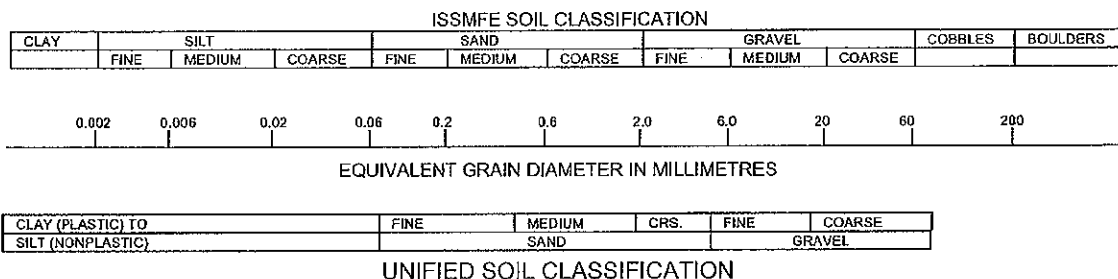 ISSMFE SOIL CLASSIFICATION
CLAY SILT SAND GRAVEL COBBLES BOULDERS
FINE MEDIUM COARSE FINE MEDIUM COARSE FINE MEDIUM COARSE
0.002 0.006 0.02 0.06 0.2 0.6 2.0 6.0 20 60 200
EQUIVALENT GRAIN DIAMETER IN MILLIMETRES
CLAY (PLASTIC) TO FINE MEDIUM CRS. FINE COARSE
SILT (NONPLASTIC) SAND GRAVEL
UNIFIED SOIL CLASSIFICATION